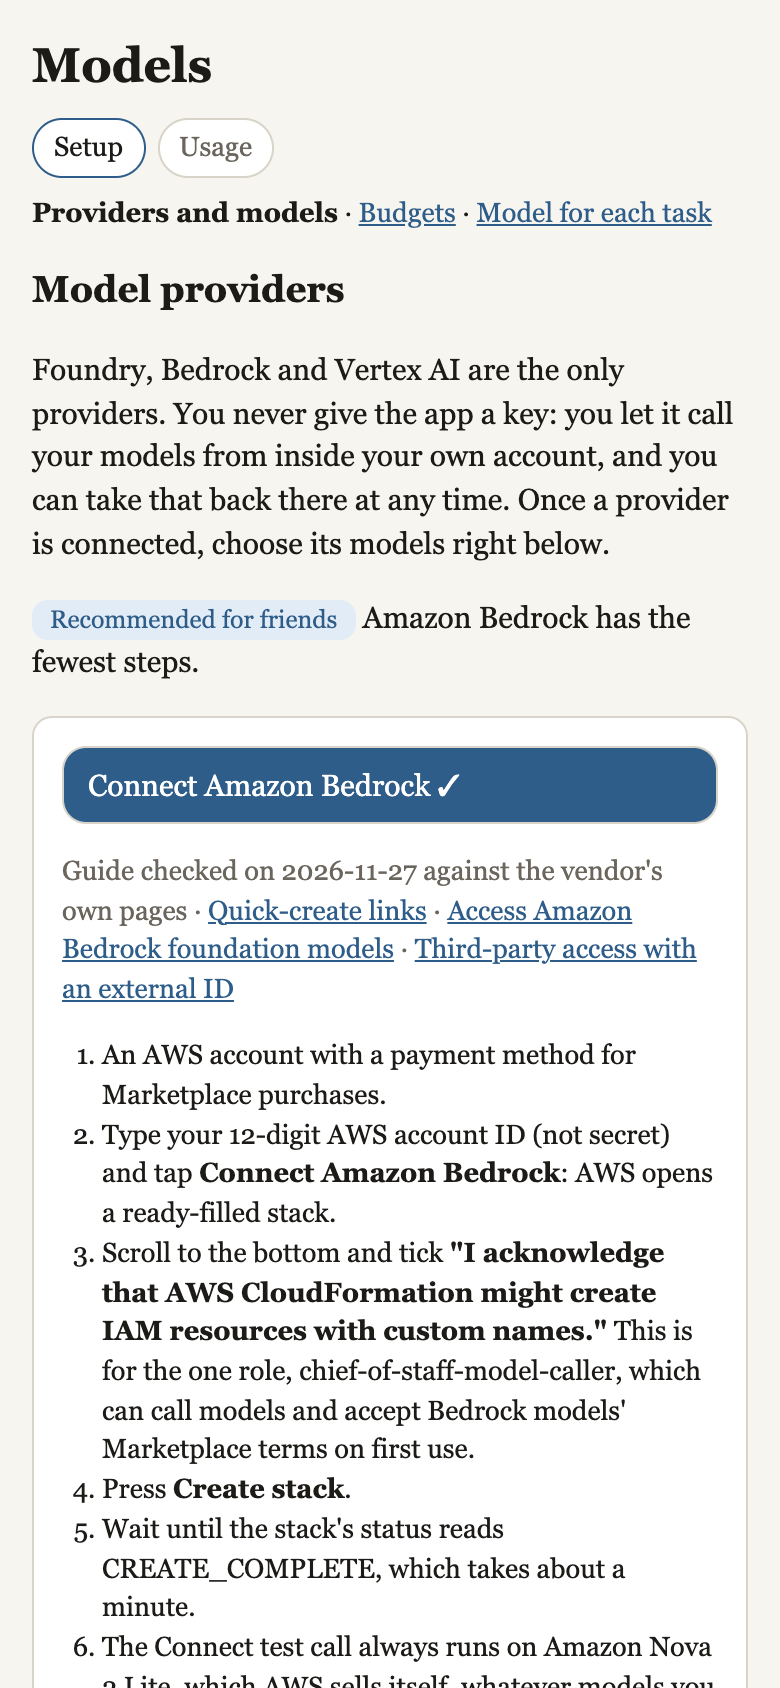 Models
Setup
Usage
Providers and models · Budgets · Model for each task
Model providers
Foundry, Bedrock and Vertex AI are the only
providers. You never give the app a key: you let it call
your models from inside your own account, and you
can take that back there at any time. Once a provider
is connected, choose its models right below.
Recommended for friends Amazon Bedrock has the
fewest steps.
Connect Amazon Bedrock ✓
Guide checked on 2026-11-27 against the vendor's
own pages · Quick-create links · Access Amazon
Bedrock foundation models · Third-party access with
an external ID
1. An AWS account with a payment method for
Marketplace purchases.
2. Type your 12-digit AWS account ID (not secret)
and tap Connect Amazon Bedrock: AWS opens
a ready-filled stack.
3. Scroll to the bottom and tick "I acknowledge
that AWS CloudFormation might create
IAM resources with custom names." This is
for the one role, chief-of-staff-model-caller, which
can call models and accept Bedrock models'
Marketplace terms on first use.
4. Press Create stack.
5. Wait until the stack's status reads
CREATE_COMPLETE, which takes about a
minute.
6. The Connect test call always runs on Amazon Nova
2 Lite, which AWS sells itself, whatever models you